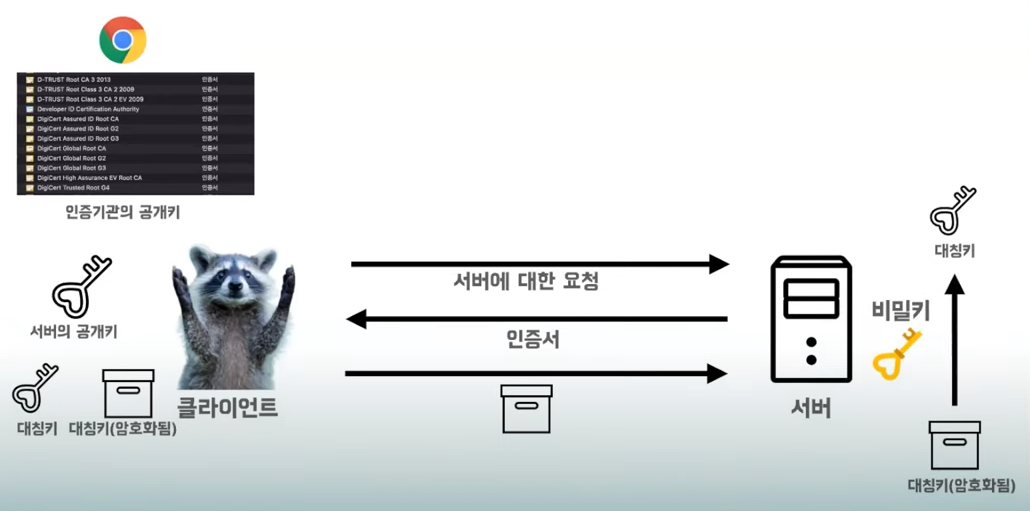 D-TRUST Root CA 3 2013 인증서
D-TRUST Root Class 3 CA 2 2009 인증서
D-TRUST Root Class 3 CA 2 EV 2009 인증서
Developer ID Certification Authority 인증서
DigiCert Assured ID Root CA 인증서
DigiCert Assured ID Root G2 인증서
DigiCert Assured ID Root G3 인증서
DigiCert Global Root CA 인증서
DigiCert Global Root G2 인증서
DigiCert Global Root G3 인증서
DigiCert High Assurance EV Root CA 인증서
DigiCert Trusted Root G4 인증서
인증기관의 공개키
서버의 공개키
대칭키
대칭키(암호화됨)
클라이언트
서버에 대한 요청
인증서
서버
비밀키
대칭키
대칭키(암호화됨)